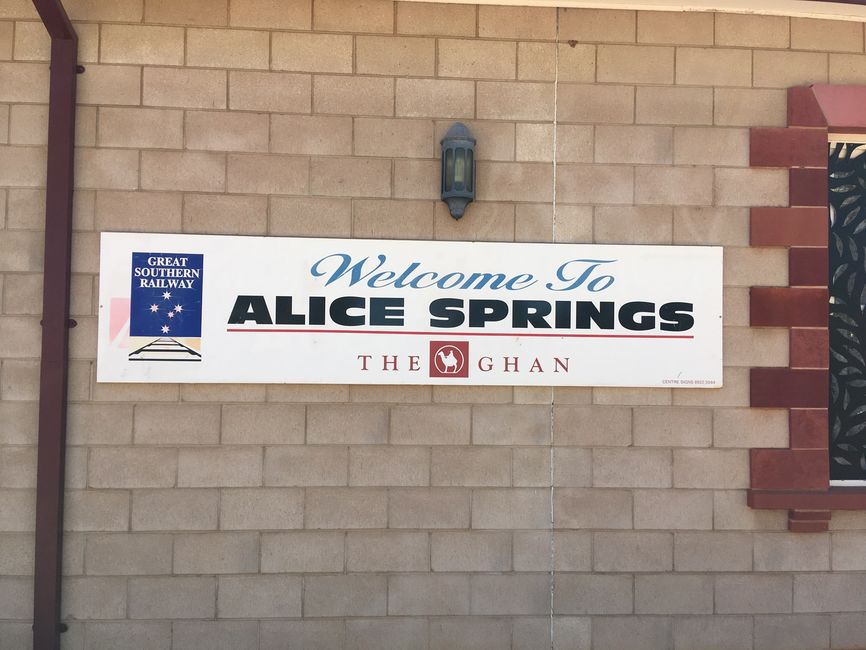 GREAT
SOUTHERN
RAILWAY
Welcome To
ALICE SPRINGS
THE GHAN